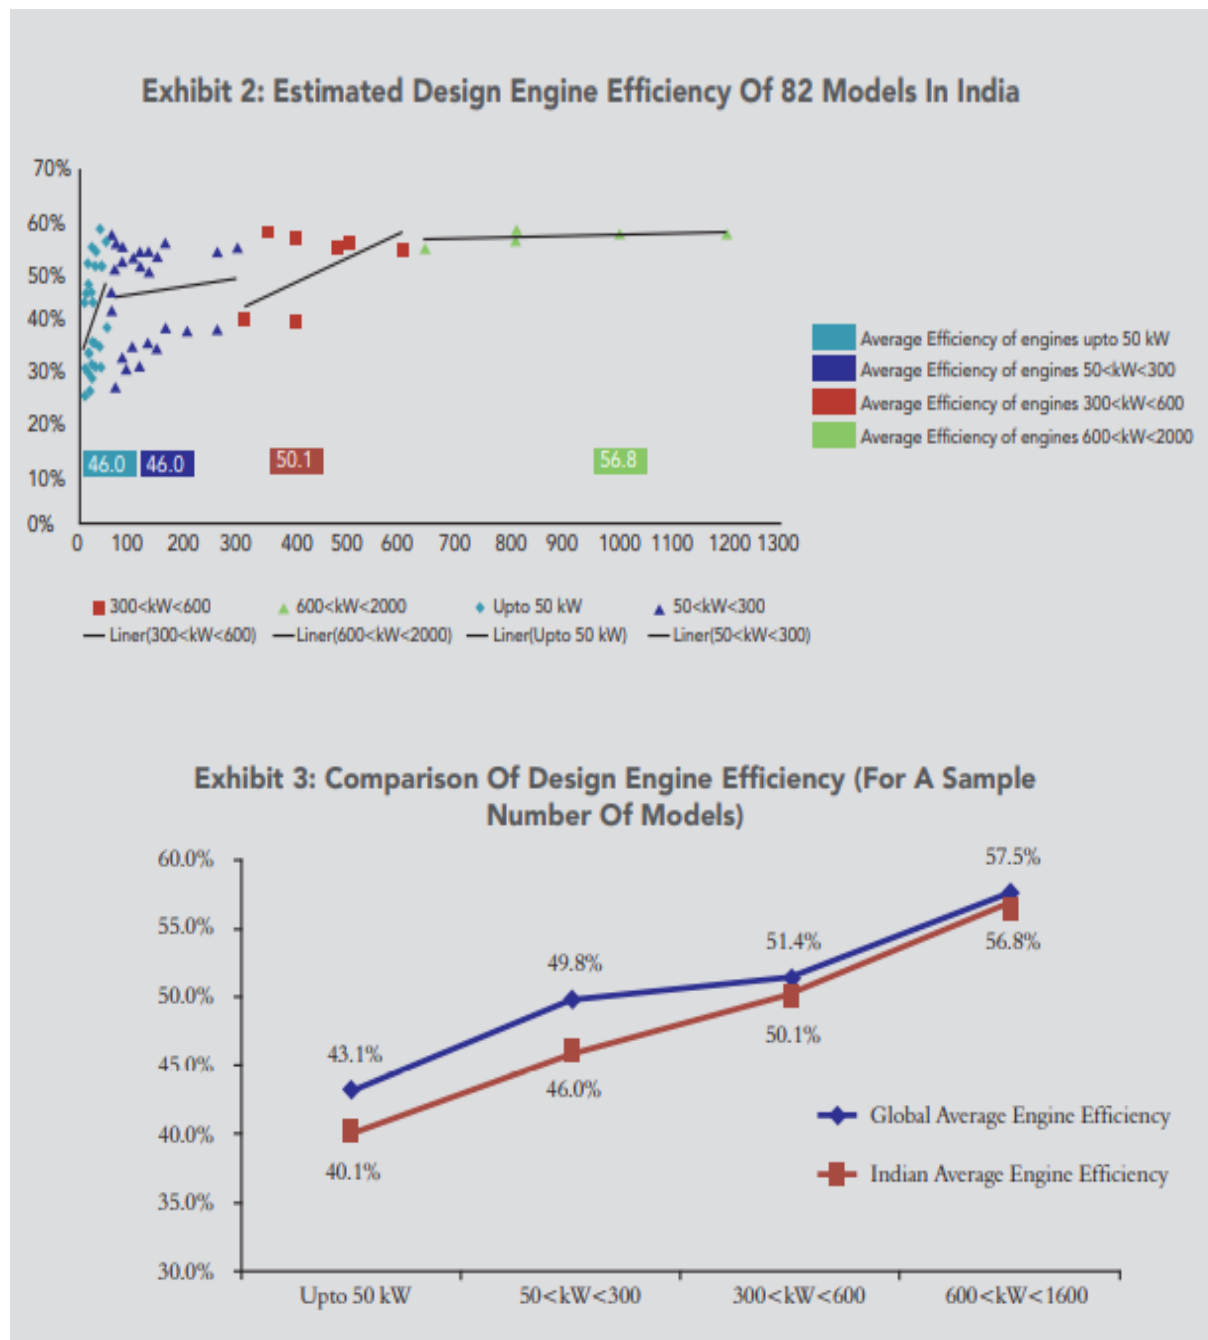 Exhibit 2: Estimated Design Engine Efficiency Of 82 Models In India
70%
60%
50%
40%
30%
20%
10%
0%
46.0
46.0
50.1
56.8
0 100 200 300 400 500 600 700 800 900 1000 1100 1200 1300
Average Efficiency of engines upto 50 kW
Average Efficiency of engines 50<kW<300
Average Efficiency of engines 300<kW<600
Average Efficiency of engines 600<kW<2000
300<kW<600 600<kW<2000 Upto 50 kW 50<kW<300
Liner(300<kW<600) Liner(600<kW<2000) Liner(Upto 50 kW) Liner(50<kW<300)
Exhibit 3: Comparison Of Design Engine Efficiency (For A Sample
Number Of Models)
60.0%
55.0%
50.0%
45.0%
40.0%
35.0%
30.0%
43.1%
49.8%
51.4%
57.5%
40.1%
46.0%
50.1%
56.8%
Global Average Engine Efficiency
Indian Average Engine Efficiency
Upto 50 kW 50<kW<300 300<kW<600 600<kW<1600